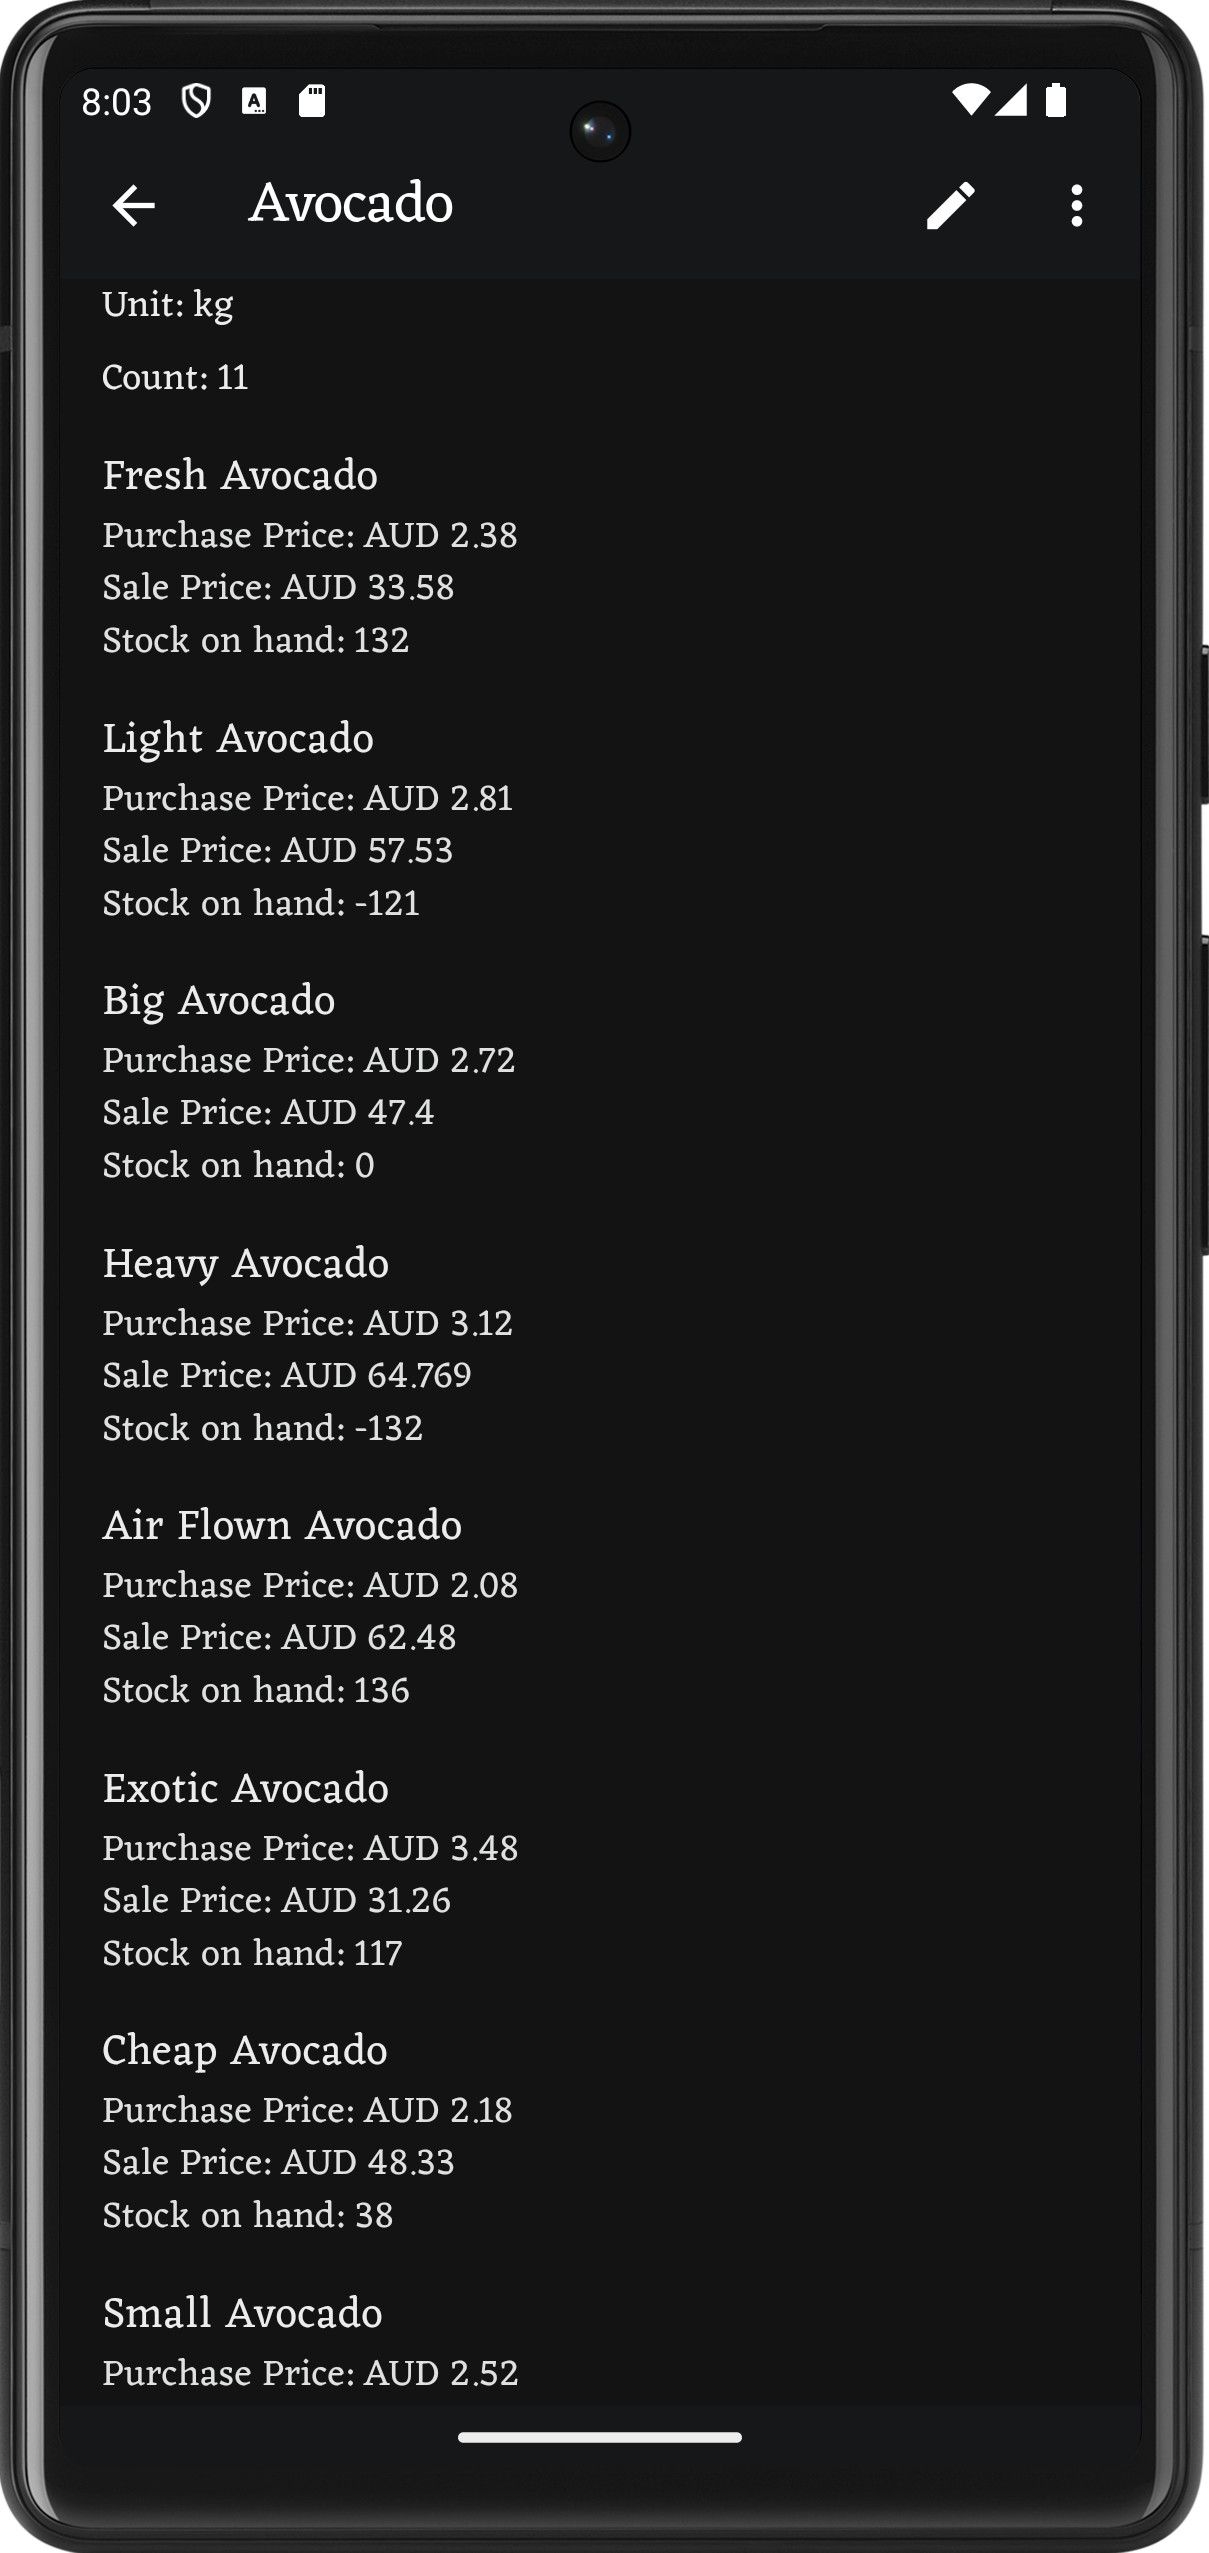 8:03
Avocado
Unit: kg
Count: 11
Fresh Avocado
Purchase Price: AUD 2.38
Sale Price: AUD 33.58
Stock on hand: 132
Light Avocado
Purchase Price: AUD 2.81
Sale Price: AUD 57.53
Stock on hand: -121
Big Avocado
Purchase Price: AUD 2.72
Sale Price: AUD 47.4
Stock on hand: 0
Heavy Avocado
Purchase Price: AUD 3.12
Sale Price: AUD 64.769
Stock on hand: -132
Air Flown Avocado
Purchase Price: AUD 2.08
Sale Price: AUD 62.48
Stock on hand: 136
Exotic Avocado
Purchase Price: AUD 3.48
Sale Price: AUD 31.26
Stock on hand: 117
Cheap Avocado
Purchase Price: AUD 2.18
Sale Price: AUD 48.33
Stock on hand: 38
Small Avocado
Purchase Price: AUD 2.52